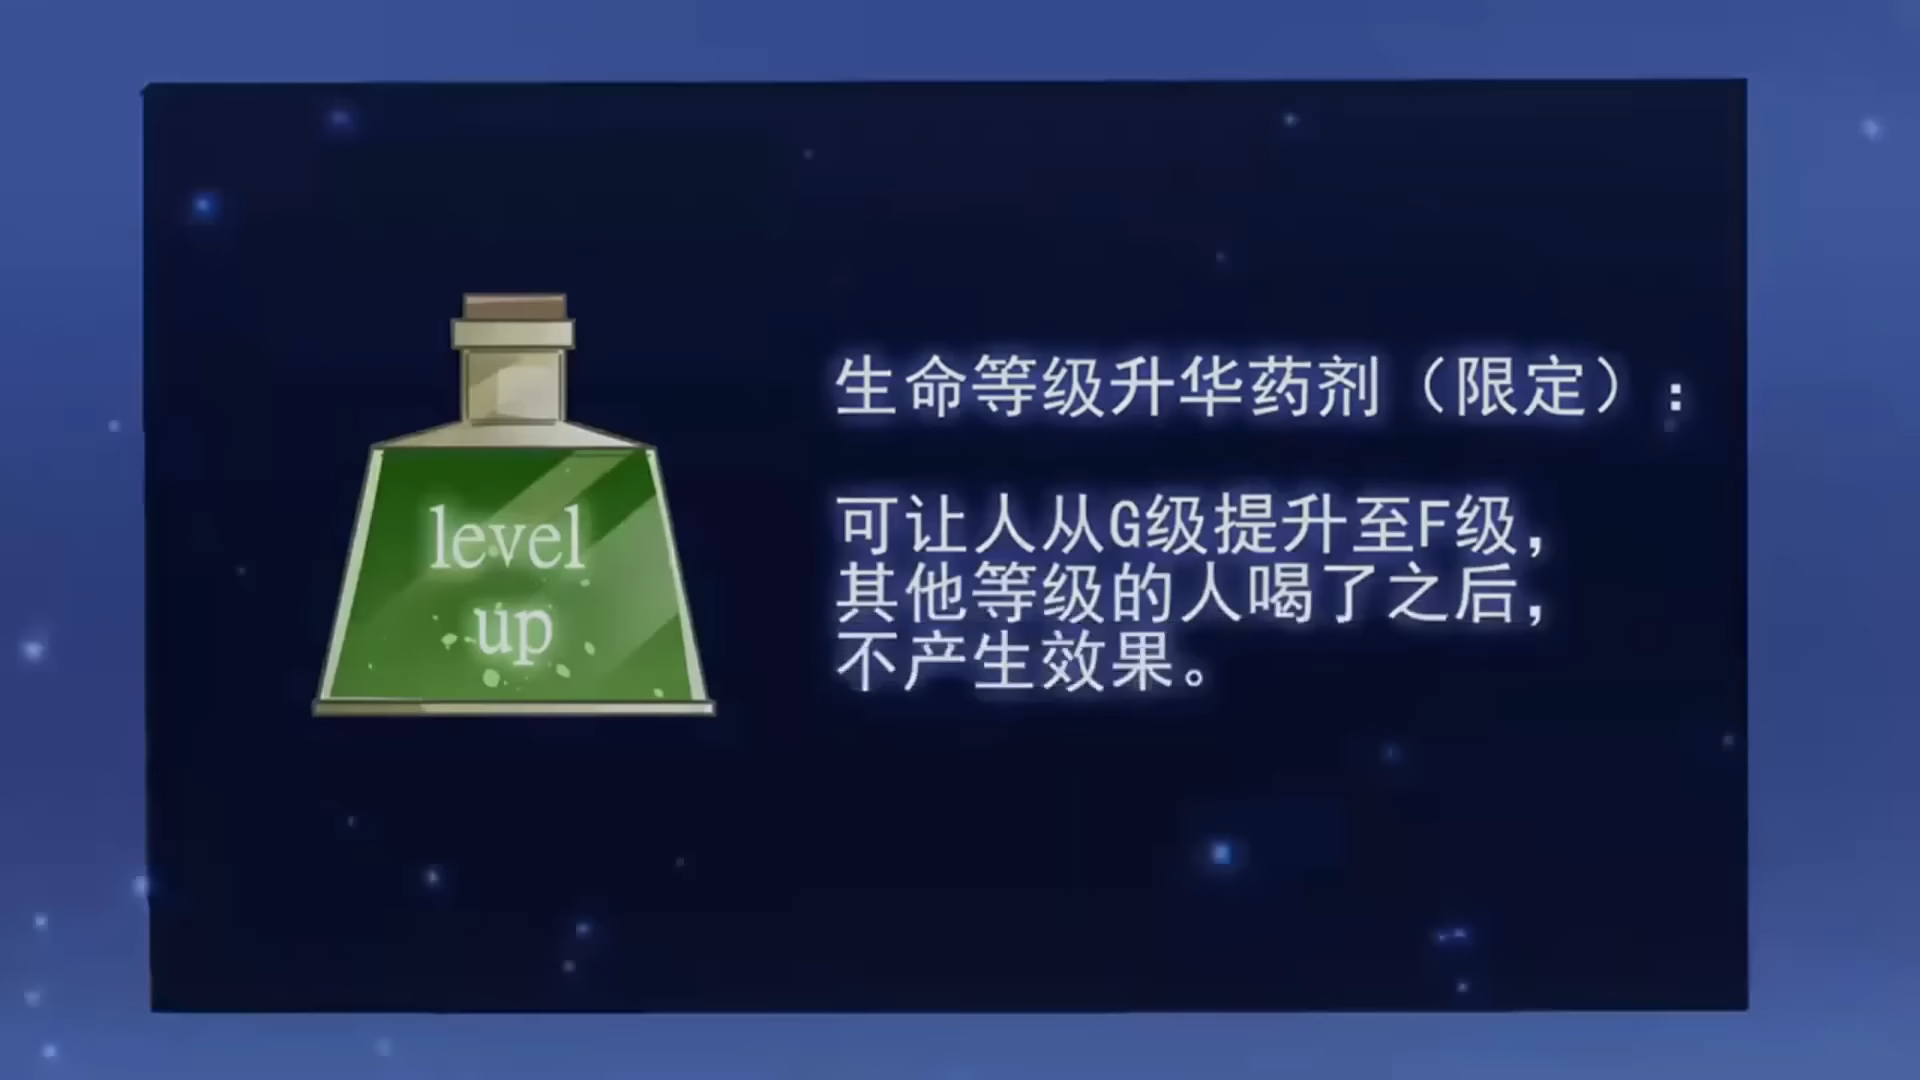 level
up
生命等级升华药剂（限定）：
可让人从G级提升至F级，
其他等级的人喝了之后，
不产生效果。